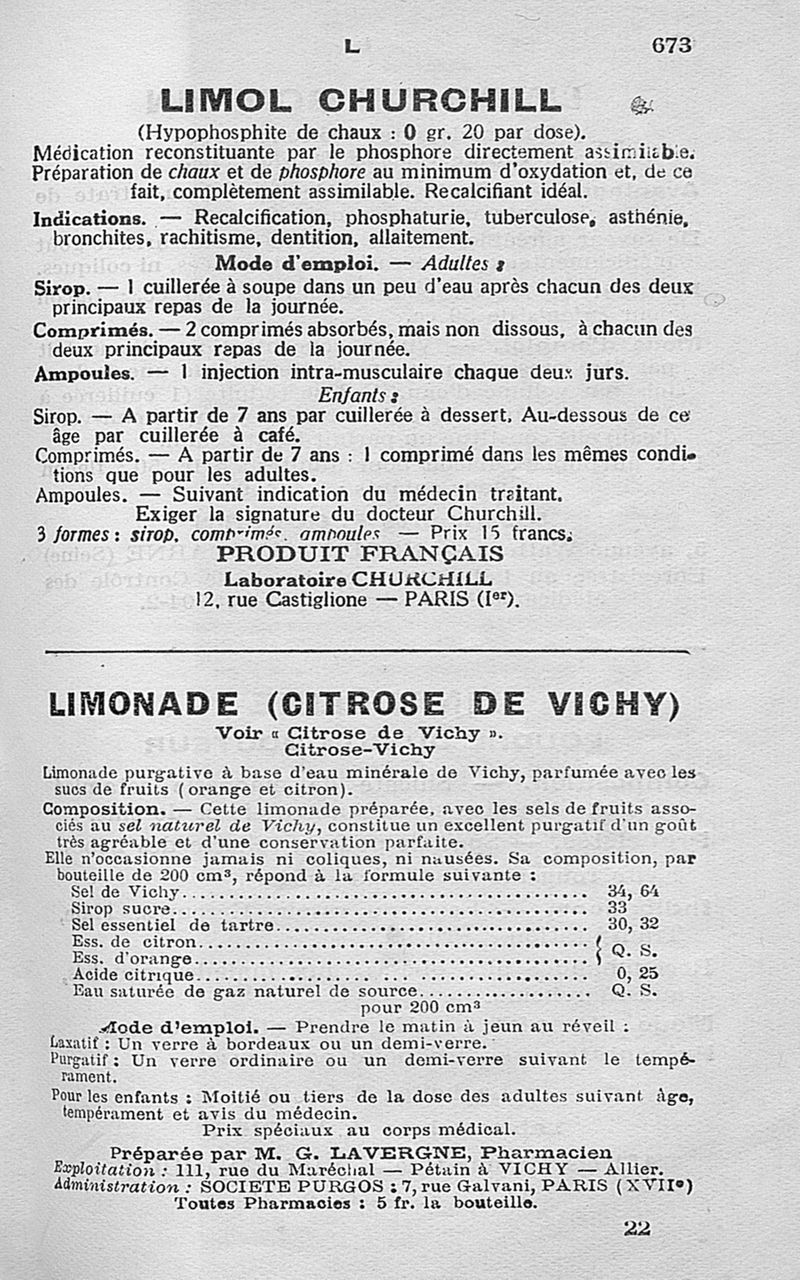 L 673
LIMOL CHURCHILL
(Hypophosphite de chaux : 0 gr. 20 par dose).
Médication reconstituante par le phosphore directement assimilable.
Préparation de chaux et de phosphore au minimum d'oxydation et, de ce
fait, complètement assimilable. Recalcifiant idéal.
Indications. — Recalcification, phosphaturie, tuberculose, asthénie,
bronchites, rachitisme, dentition, allaitement.
Mode d'emploi. — Adultes :
Sirop. — 1 cuillerée à soupe dans un peu d'eau après chacun des deux
principaux repas de la journée.
Comprimés. — 2 comprimés absorbés, mais non dissous, à chacun des
deux principaux repas de la journée.
Ampoules. — 1 injection intra-musculaire chaque deux jurs.
Enfants :
Sirop. — A partir de 7 ans par cuillerée à dessert. Au-dessous de ce
âge par cuillerée à café.
Comprimés. — A partir de 7 ans : 1 comprimé dans les mêmes condi-
tions que pour les adultes.
Ampoules. — Suivant indication du médecin traitant.
Exiger la signature du docteur Churchill.
3 formes : sirop, comprimés, ampoules — Prix 15 francs.
PRODUIT FRANÇAIS
Laboratoire CHURCHILL
12, rue Castiglione — PARIS (Ier).
LIMONADE (CITROSE DE VICHY)
Voir « Citrose de Vichy ».
Citrose-Vichy
Limonade purgative à base d'eau minérale de Vichy, parfumée avec les
sucs de fruits (orange et citron).
Composition. — Cette limonade préparée, avec les sels de fruits asso-
ciés au sel naturel de Vichy, constitue un excellent purgatif d'un goût
très agréable et d'une conservation parfaite.
Elle n'occasionne jamais ni coliques, ni nausées. Sa composition, par
bouteille de 200 cm³, répond à la formule suivante :
Sel de Vichy........................................ 34, 64
Sirop sucre........................................ 33
Sel essentiel de tartre............................. 30, 32
Ess. de citron........................................
Ess. d'orange........................................ } Q. S.
Acide citrique........................................ 0, 25
Eau saturée de gaz naturel de source................... Q. S.
pour 200 cm³
Mode d'emploi. — Prendre le matin à jeun au réveil :
Laxatif : Un verre à bordeaux ou un demi-verre.
Purgatif : Un verre ordinaire ou un demi-verre suivant le tempé-
rament.
Pour les enfants : Moitié ou tiers de la dose des adultes suivant âge,
tempérament et avis du médecin.
Prix spéciaux au corps médical.
Préparée par M. G. LAVERGNE, Pharmacien
Exploitation : 111, rue du Maréchal — Pétain à VICHY — Allier.
Administration : SOCIETE PURGOS : 7, rue Galvani, PARIS (XVIIe)
Toutes Pharmacies : 5 fr. la bouteille.
22